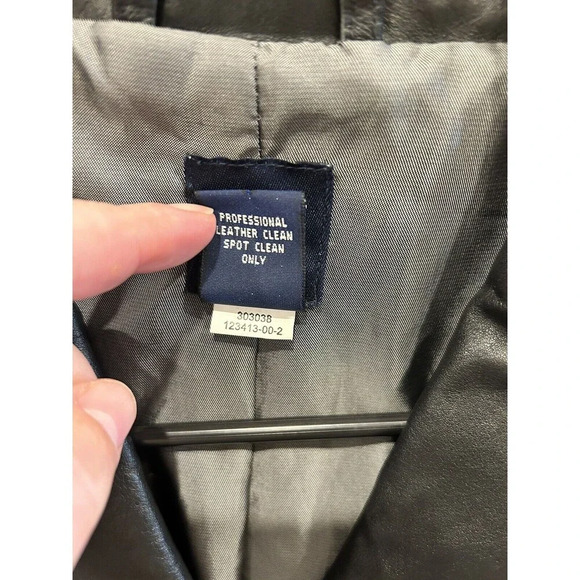 PROFESSIONAL
LEATHER CLEAN
SPOT CLEAN
ONLY
303038
123413-00-2